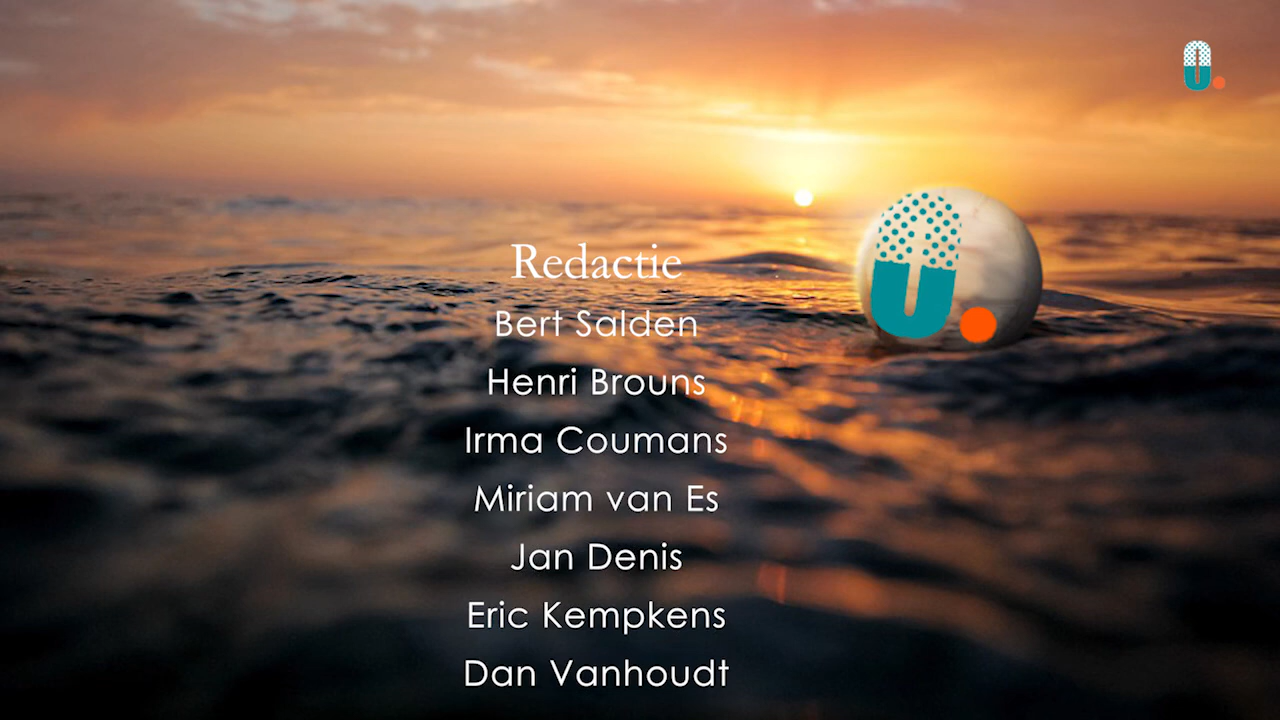 Redactie
Bert Salden
Henri Brouns
Irma Coumans
Miriam van Es
Jan Denis
Eric Kempkens
Dan Vanhoudt